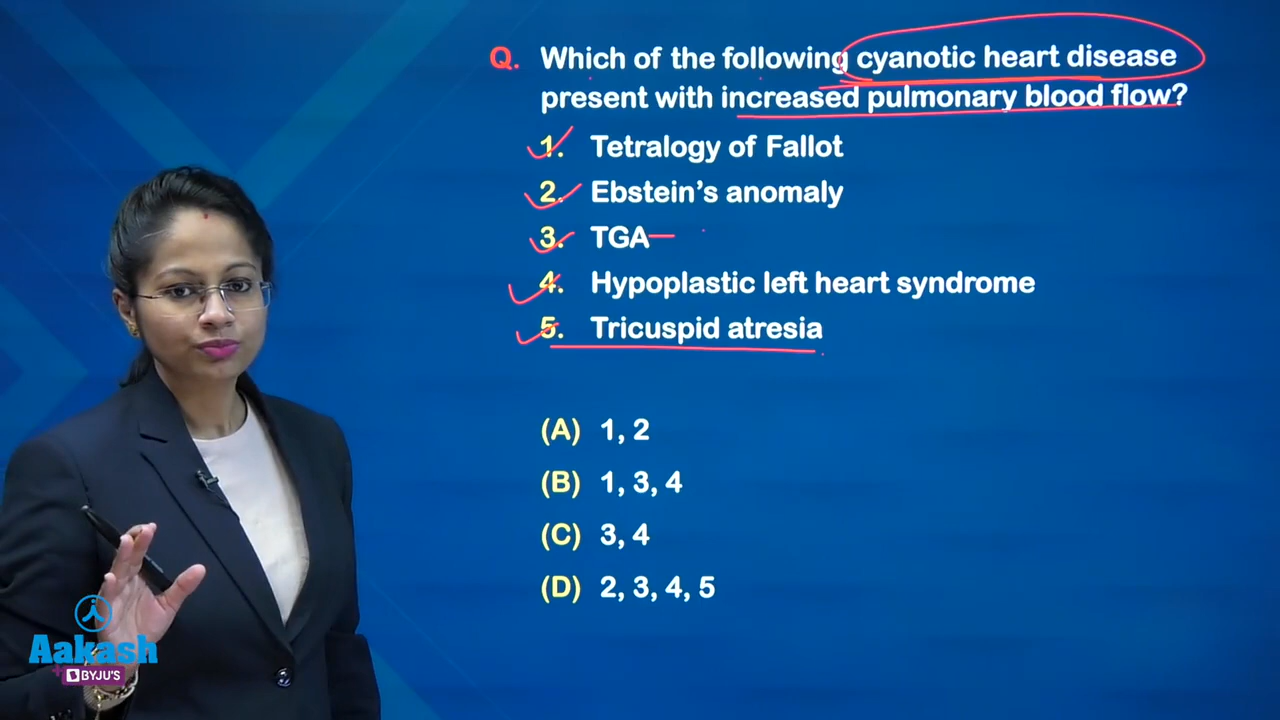 Q. Which of the following cyanotic heart disease
present with increased pulmonary blood flow?
1. Tetralogy of Fallot
2. Ebstein’s anomaly
3. TGA
4. Hypoplastic left heart syndrome
5. Tricuspid atresia
(A) 1, 2
(B) 1, 3, 4
(C) 3, 4
(D) 2, 3, 4, 5
Aakash
+ BYJU'S